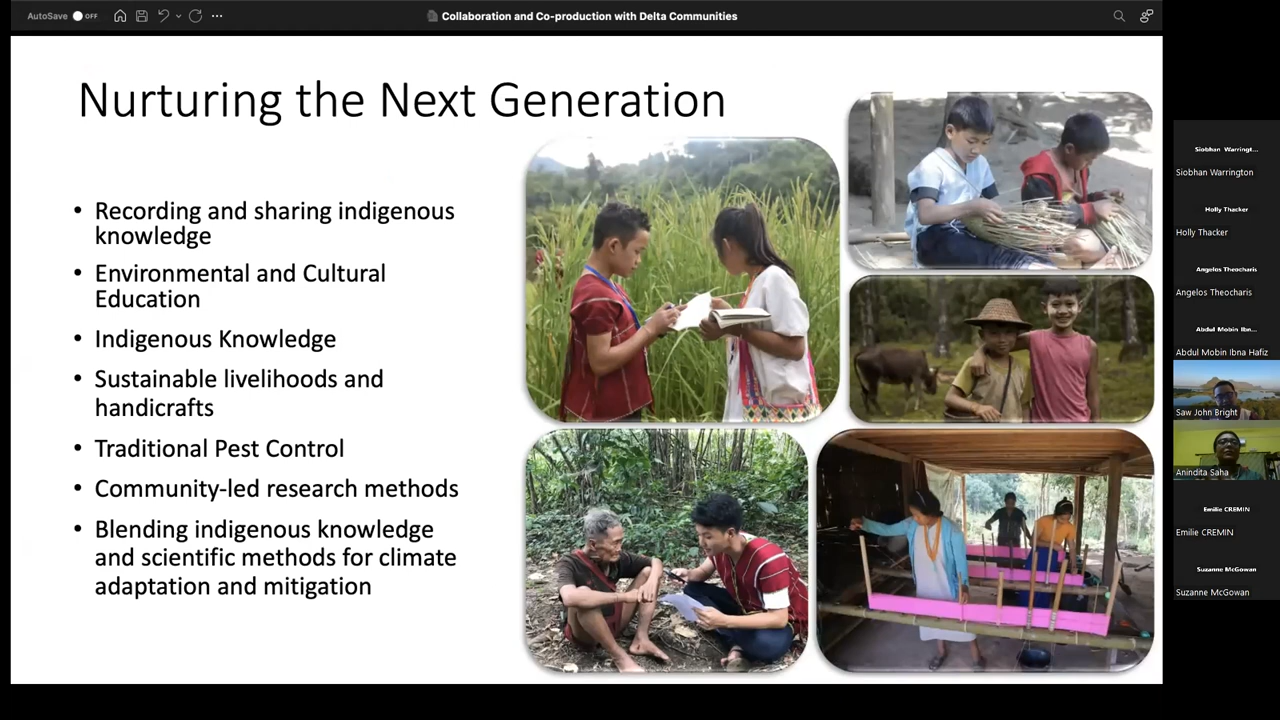 AutoSave OFF
Collaboration and Co-production with Delta Communities
Nurturing the Next Generation
• Recording and sharing indigenous
knowledge
• Environmental and Cultural
Education
• Indigenous Knowledge
• Sustainable livelihoods and
handicrafts
• Traditional Pest Control
• Community-led research methods
• Blending indigenous knowledge
and scientific methods for climate
adaptation and mitigation
Siobhan Warringt...
Siobhan Warrington
Holly Thacker
Holly Thacker
Angelos Theocharis
Angelos Theocharis
Abdul Mobin Ibn...
Abdul Mobin Ibna Hafiz
Saw John Bright
Anindita Saha
Emilie CREMIN
Emilie CREMIN
Suzanne McGowan
Suzanne McGowan